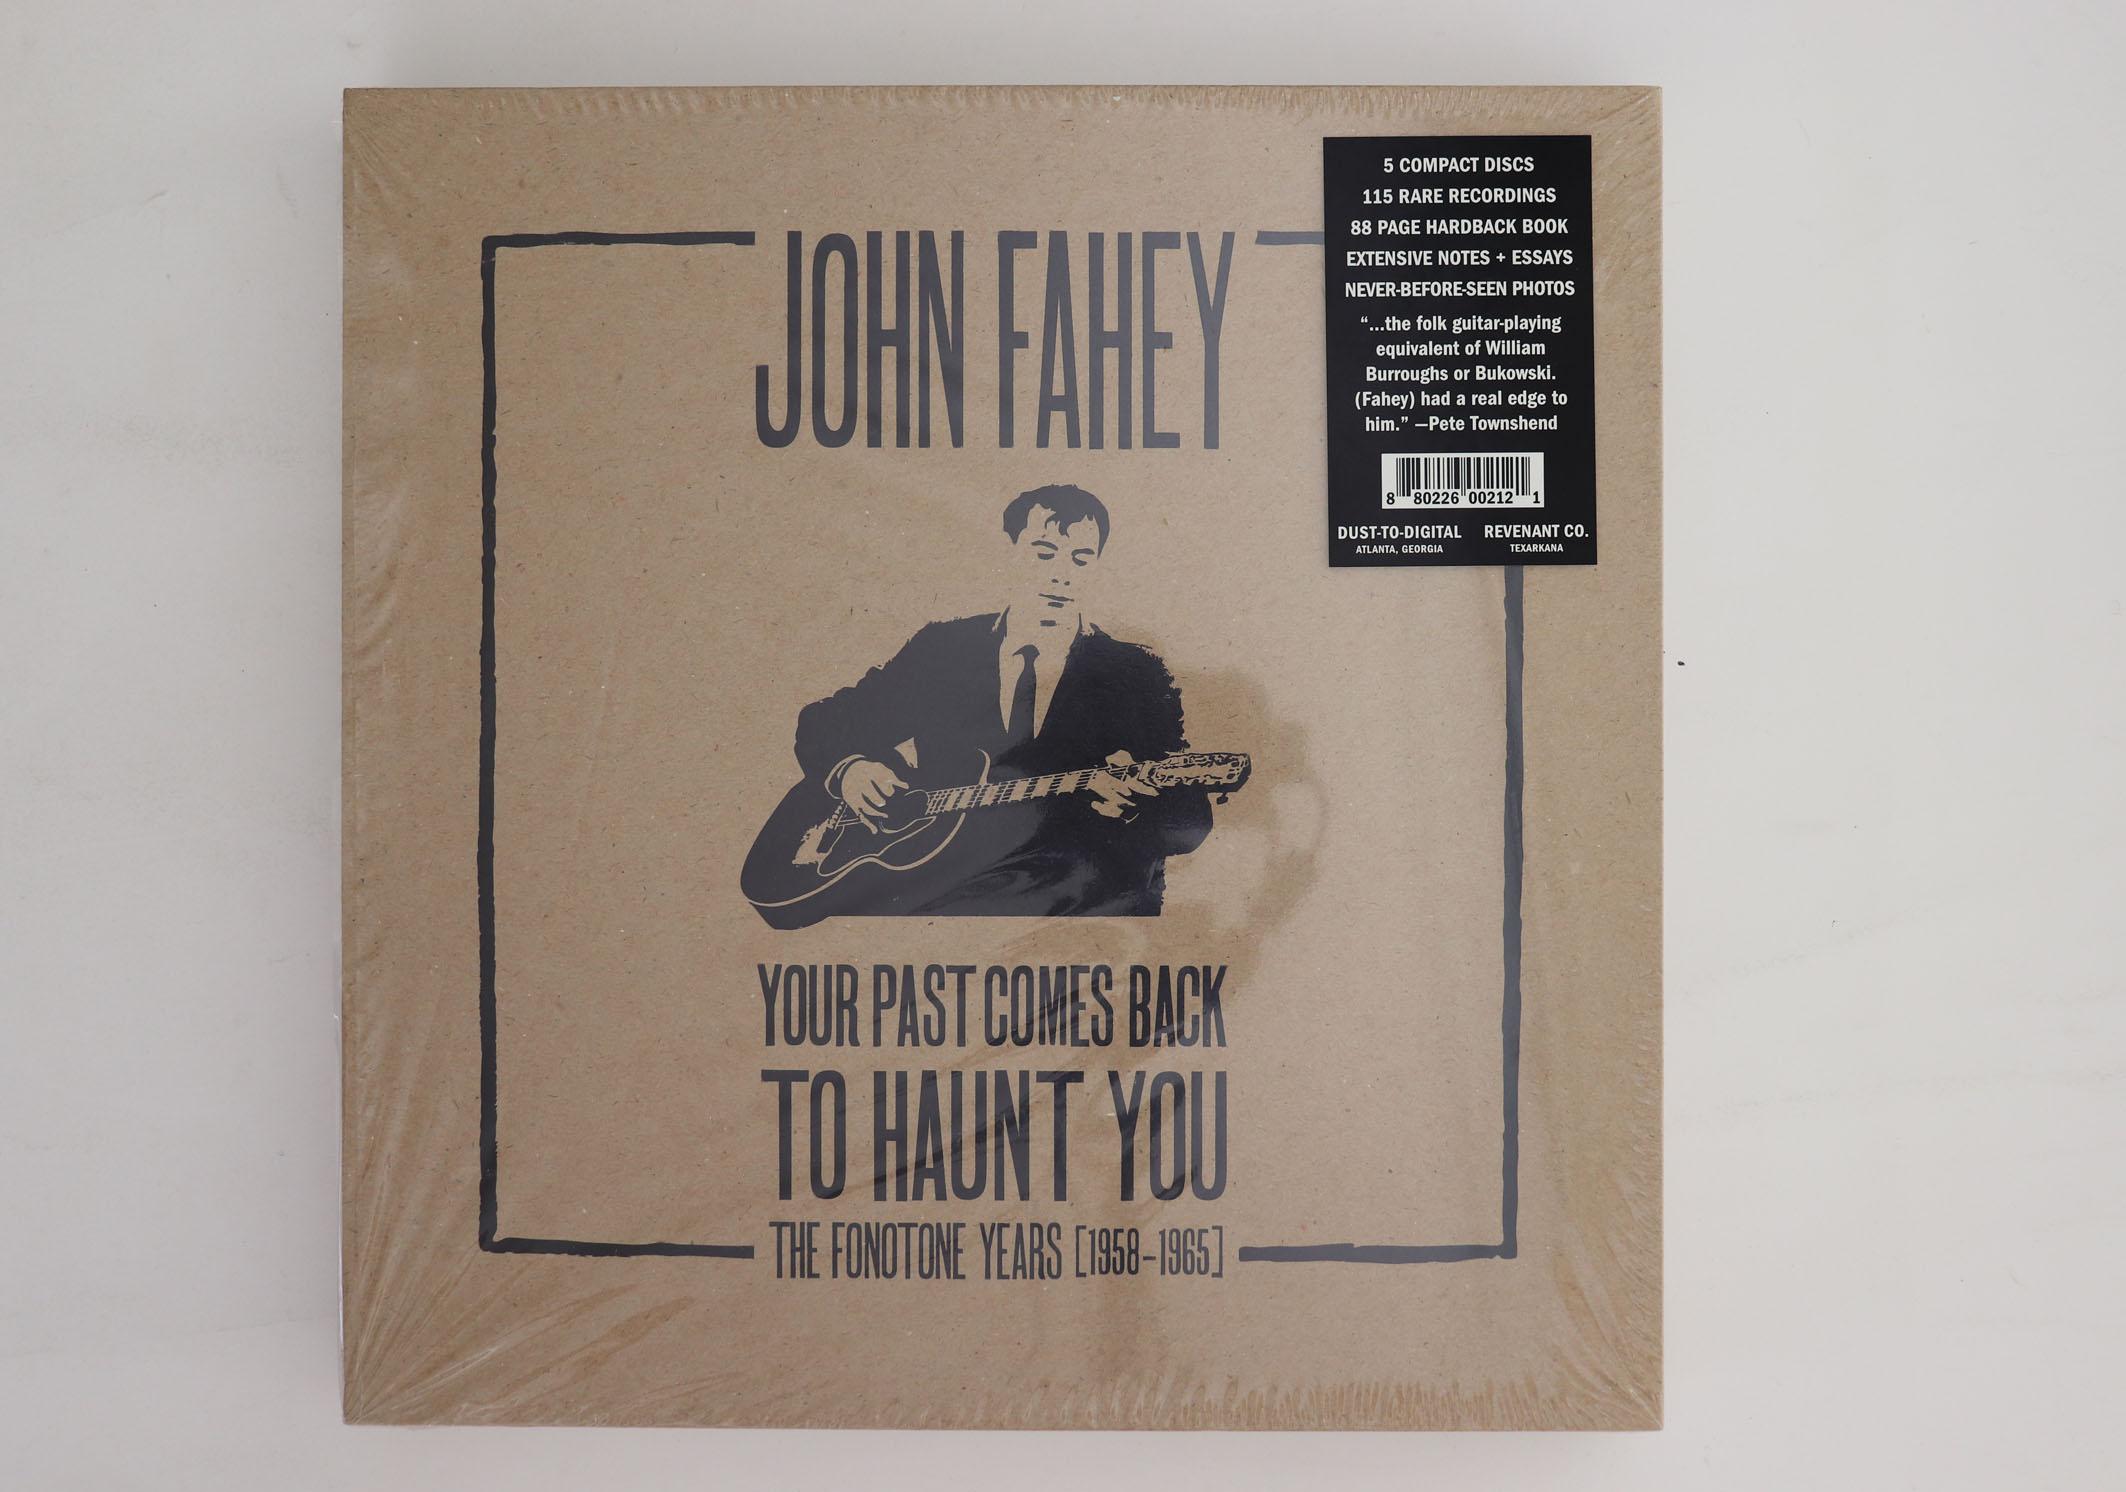 JOHN FAHEY
YOUR PAST COMES BACK
TO HAUNT YOU
THE FONOTONE YEARS [1958–1965]
5 COMPACT DISCS
115 RARE RECORDINGS
88 PAGE HARDBACK BOOK
EXTENSIVE NOTES + ESSAYS
NEVER-BEFORE-SEEN PHOTOS
“...the folk guitar-playing
equivalent of William
Burroughs or Bukowski.
(Fahey) had a real edge to
him.” —Pete Townshend
8 80226 00212 1
DUST-TO-DIGITAL REVENANT CO.
ATLANTA, GEORGIA TEXARKANA